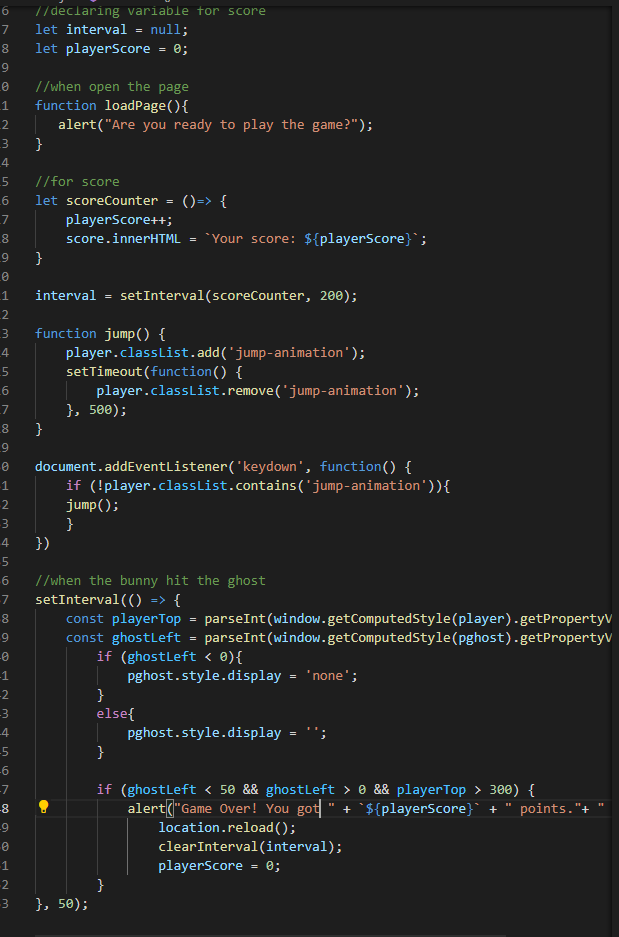 6 //declaring variable for score
7 let interval = null;
8 let playerScore = 0;
9
0 //when open the page
1 function loadPage(){
2 alert("Are you ready to play the game?");
3 }
4
5 //for score
6 let scoreCounter = ()=> {
7 playerScore++;
8 score.innerHTML = `Your score: ${playerScore}`;
9 }
0
1 interval = setInterval(scoreCounter, 200);
2
3 function jump() {
4 player.classList.add('jump-animation');
5 setTimeout(function() {
6 player.classList.remove('jump-animation');
7 }, 500);
8 }
9
0 document.addEventListener('keydown', function() {
1 if (!player.classList.contains('jump-animation')){
2 jump();
3 }
4 })
5
6 //when the bunny hit the ghost
7 setInterval(() => {
8 const playerTop = parseInt(window.getComputedStyle(player).getPropertyV
9 const ghostLeft = parseInt(window.getComputedStyle(pghost).getPropertyV
0 if (ghostLeft < 0){
1 pghost.style.display = 'none';
2 }
3 else{
4 pghost.style.display = '';
5 }
6
7 if (ghostLeft < 50 && ghostLeft > 0 && playerTop > 300) {
8 alert("Game Over! You got " + `${playerScore}` + " points."+ "
9 location.reload();
0 clearInterval(interval);
1 playerScore = 0;
2 }
3 }, 50);